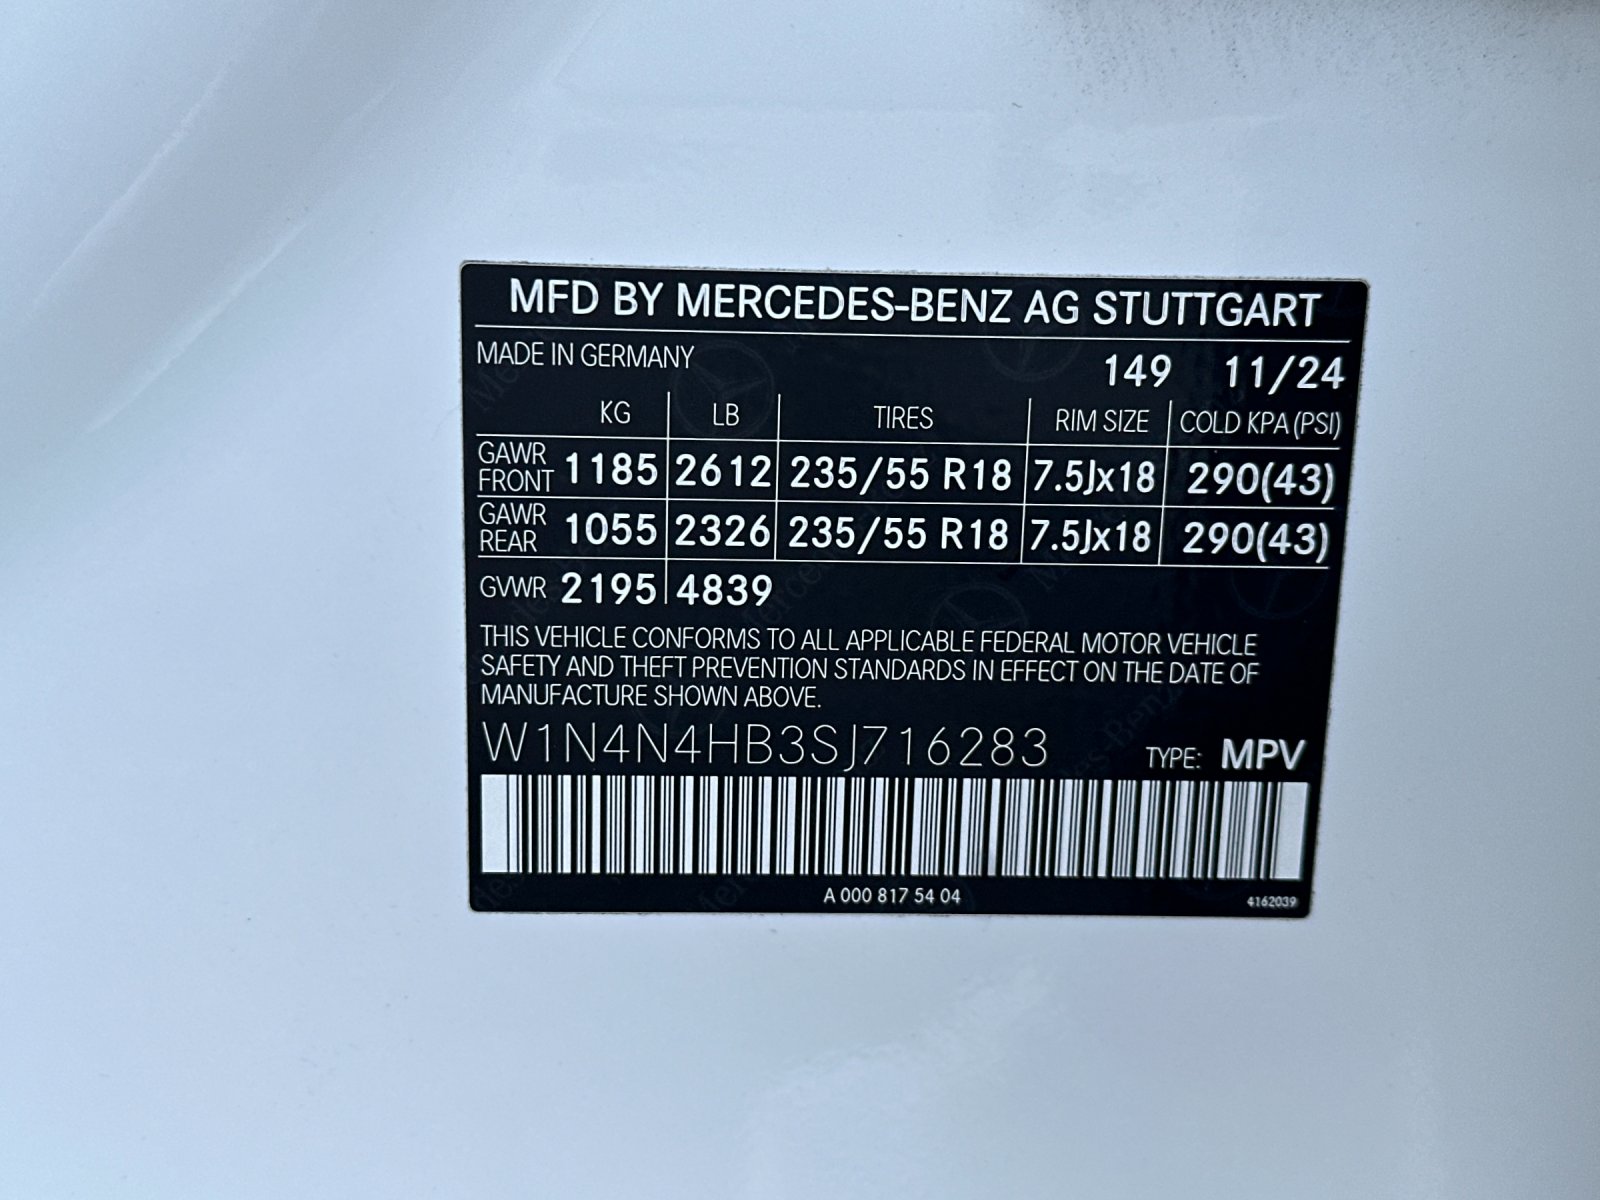 MFD BY MERCEDES-BENZ AG STUTTGART
MADE IN GERMANY 149 11/24
KG LB TIRES RIM SIZE COLD KPA (PSI)
GAWR FRONT 1185 2612 235/55 R18 7.5Jx18 290(43)
GAWR REAR 1055 2326 235/55 R18 7.5Jx18 290(43)
GVWR 2195 4839
THIS VEHICLE CONFORMS TO ALL APPLICABLE FEDERAL MOTOR VEHICLE
SAFETY AND THEFT PREVENTION STANDARDS IN EFFECT ON THE DATE OF
MANUFACTURE SHOWN ABOVE.
W1N4N4HB3SJ716283 TYPE: MPV
A 000 817 54 04
4162039